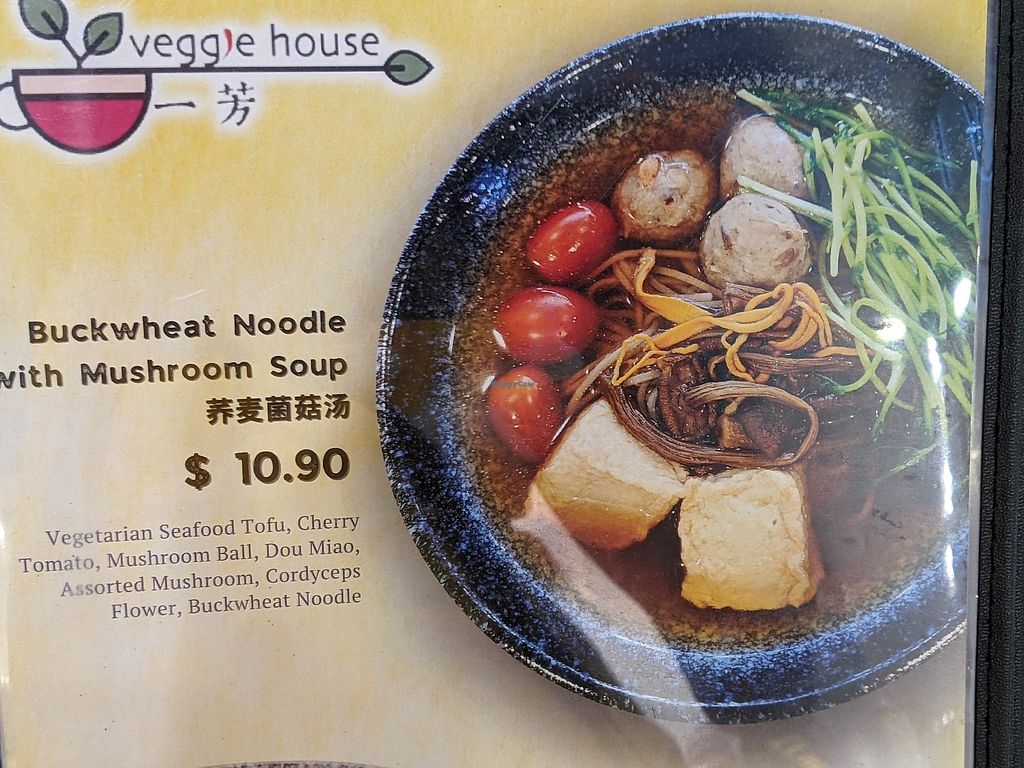 veggie house
一芳
Buckwheat Noodle
with Mushroom Soup
荞麦菌菇汤
$ 10.90
Vegetarian Seafood Tofu, Cherry
Tomato, Mushroom Ball, Dou Miao,
Assorted Mushroom, Cordyceps
Flower, Buckwheat Noodle
HappyCow